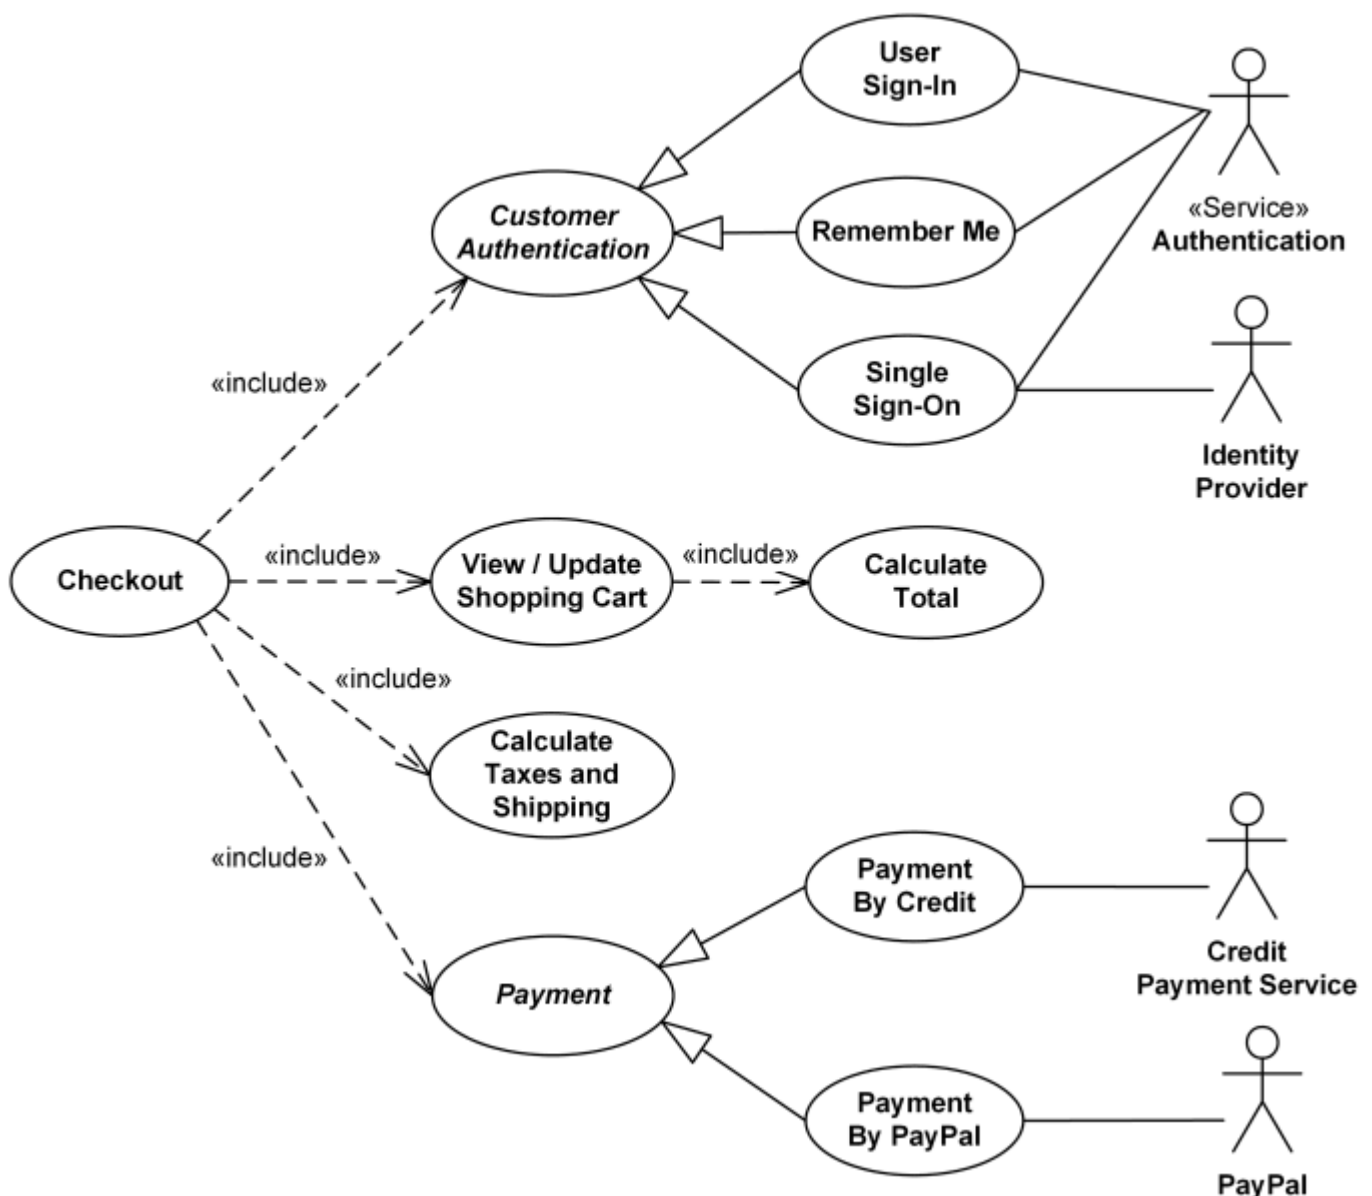 User
Sign-In
«Service»
Authentication
Customer
Authentication
Remember Me
Single
Sign-On
Identity
Provider
«include»
Checkout
«include»
View / Update
Shopping Cart
«include»
Calculate
Total
«include»
Calculate
Taxes and
Shipping
«include»
Payment
By Credit
Credit
Payment Service
Payment
Payment
By PayPal
PayPal